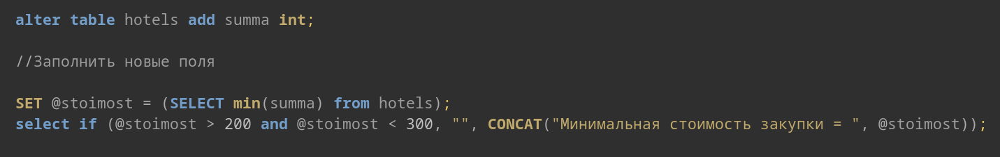 alter table hotels add summa int;
//Заполнить новые поля
SET @stoimost = (SELECT min(summa) from hotels);
select if (@stoimost > 200 and @stoimost < 300, "", CONCAT("Минимальная стоимость закупки = ", @stoimost));